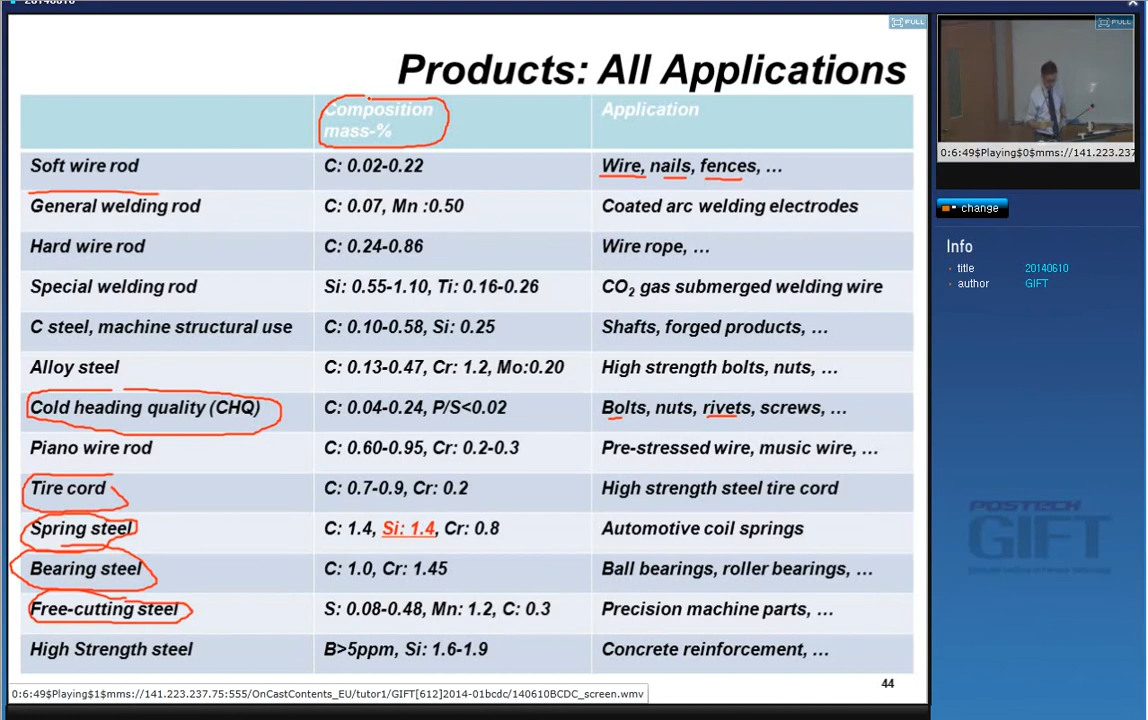 20140610
FULL
Products: All Applications
Composition mass-% Application
Soft wire rod C: 0.02-0.22 Wire, nails, fences, …
General welding rod C: 0.07, Mn :0.50 Coated arc welding electrodes
Hard wire rod C: 0.24-0.86 Wire rope, …
Special welding rod Si: 0.55-1.10, Ti: 0.16-0.26 CO₂ gas submerged welding wire
C steel, machine structural use C: 0.10-0.58, Si: 0.25 Shafts, forged products, …
Alloy steel C: 0.13-0.47, Cr: 1.2, Mo:0.20 High strength bolts, nuts, …
Cold heading quality (CHQ) C: 0.04-0.24, P/S<0.02 Bolts, nuts, rivets, screws, …
Piano wire rod C: 0.60-0.95, Cr: 0.2-0.3 Pre-stressed wire, music wire, …
Tire cord C: 0.7-0.9, Cr: 0.2 High strength steel tire cord
Spring steel C: 1.4, Si: 1.4, Cr: 0.8 Automotive coil springs
Bearing steel C: 1.0, Cr: 1.45 Ball bearings, roller bearings, …
Free-cutting steel S: 0.08-0.48, Mn: 1.2, C: 0.3 Precision machine parts, …
High Strength steel B>5ppm, Si: 1.6-1.9 Concrete reinforcement, …
44
0:6:49$Playing$1$mms://141.223.237.75:555/OnCastContents_EU/tutor1/GIFT[612]2014-01bcdc/140610BCDC_screen.wmv
FULL
0:6:49$Playing$0$mms://141.223.237.
change
Info
title 20140610
author GIFT
POSTECH
GIFT